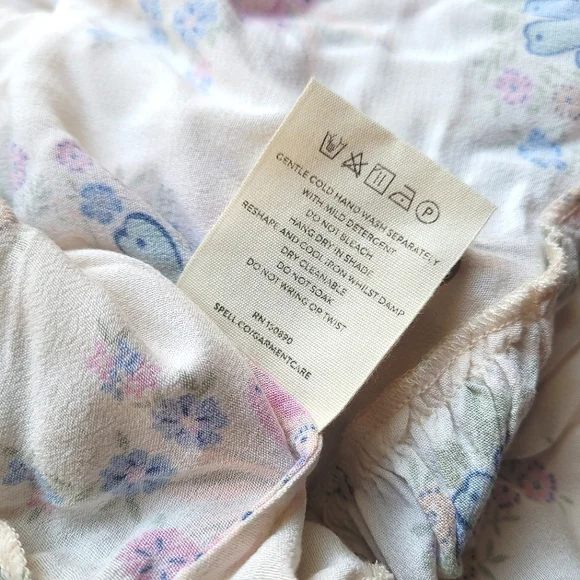 GENTLE COLD HAND WASH SEPARATELY
WITH MILD DETERGENT
DO NOT BLEACH
HANG DRY IN SHADE
RESHAPE AND COOL IRON WHILST DAMP
DRY CLEANABLE
DO NOT SOAK
DO NOT WRING OR TWIST
RN 150890
SPELL.CO/GARMENTCARE